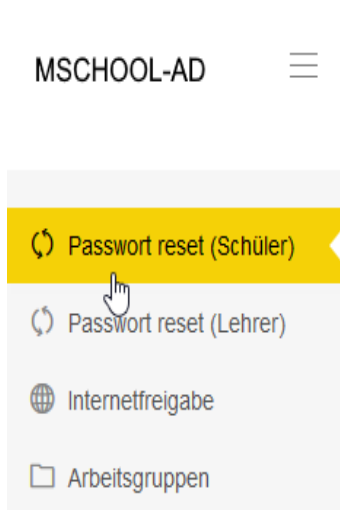 MSCHOOL-AD
Passwort reset (Schüler)
Passwort reset (Lehrer)
Internetfreigabe
Arbeitsgruppen